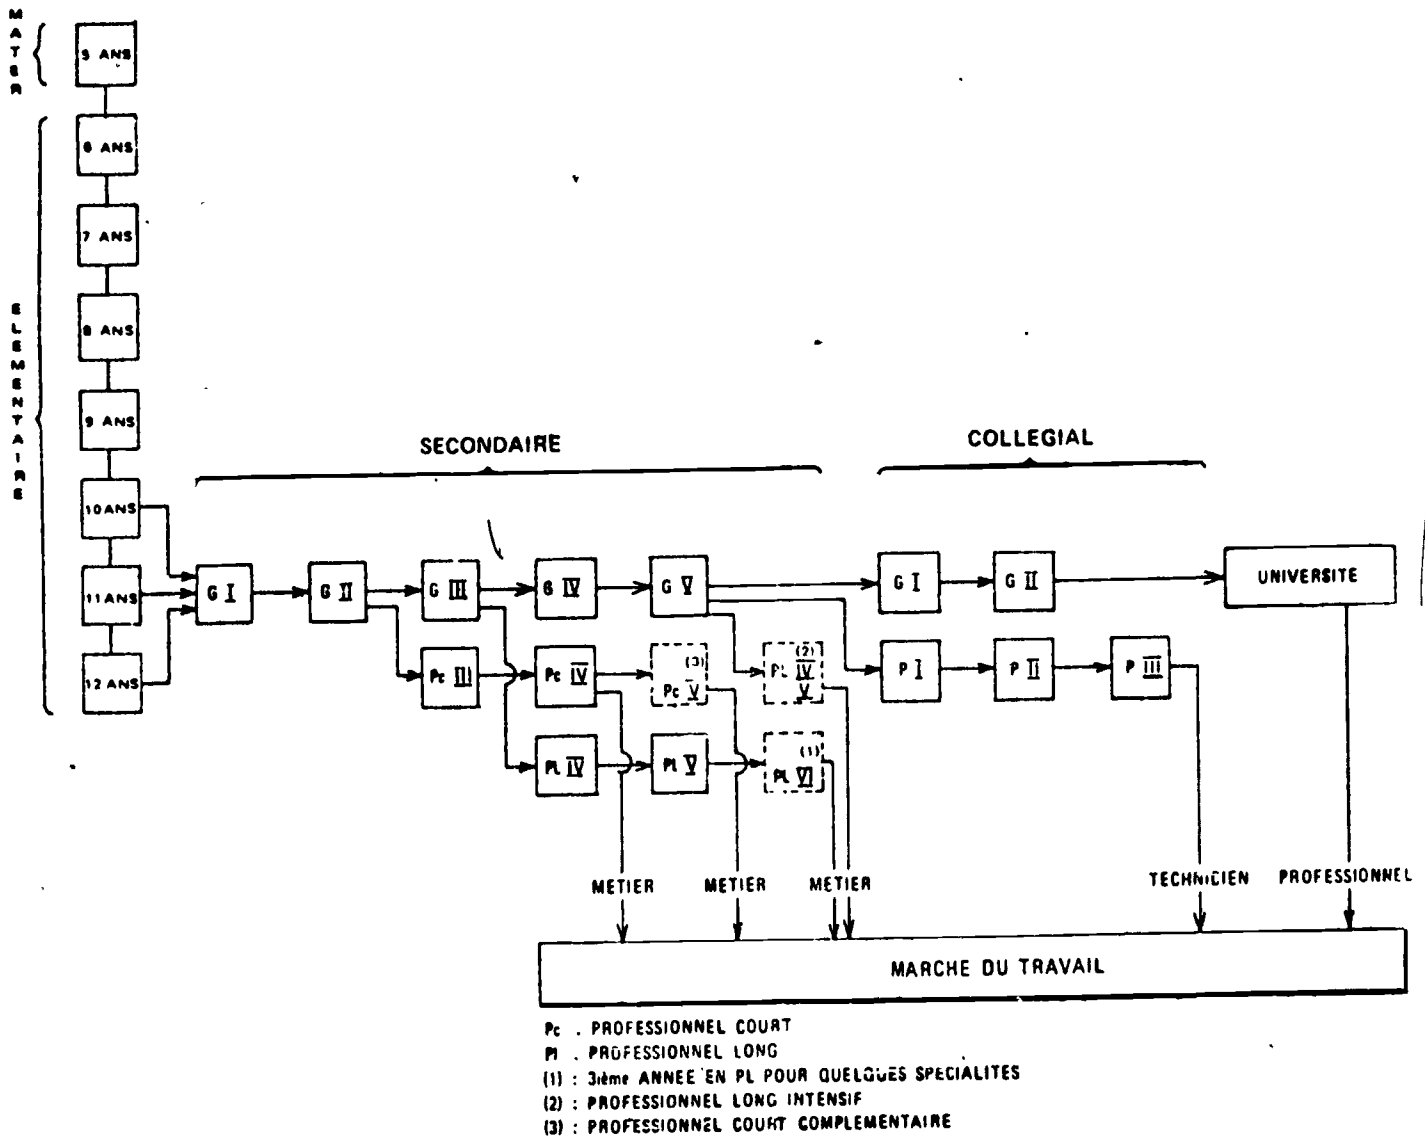 MATER
5 ANS
6 ANS
7 ANS
8 ANS
9 ANS
10 ANS
11 ANS
12 ANS
ELEMENTAIRE
SECONDAIRE
COLLEGIAL
G I
G II
G III
G IV
G V
G I
G II
UNIVERSITE
Pc III
Pc IV
(3)
Pc V
(2)
PL IV
V
P I
P II
P III
PL IV
PL V
(1)
PL VI
METIER
METIER
METIER
TECHNICIEN
PROFESSIONNEL
MARCHE DU TRAVAIL
Pc . PROFESSIONNEL COURT
Pl . PROFESSIONNEL LONG
(1) : 3ième ANNEE EN PL POUR QUELQUES SPECIALITES
(2) : PROFESSIONNEL LONG INTENSIF
(3) : PROFESSIONNEL COURT COMPLEMENTAIRE